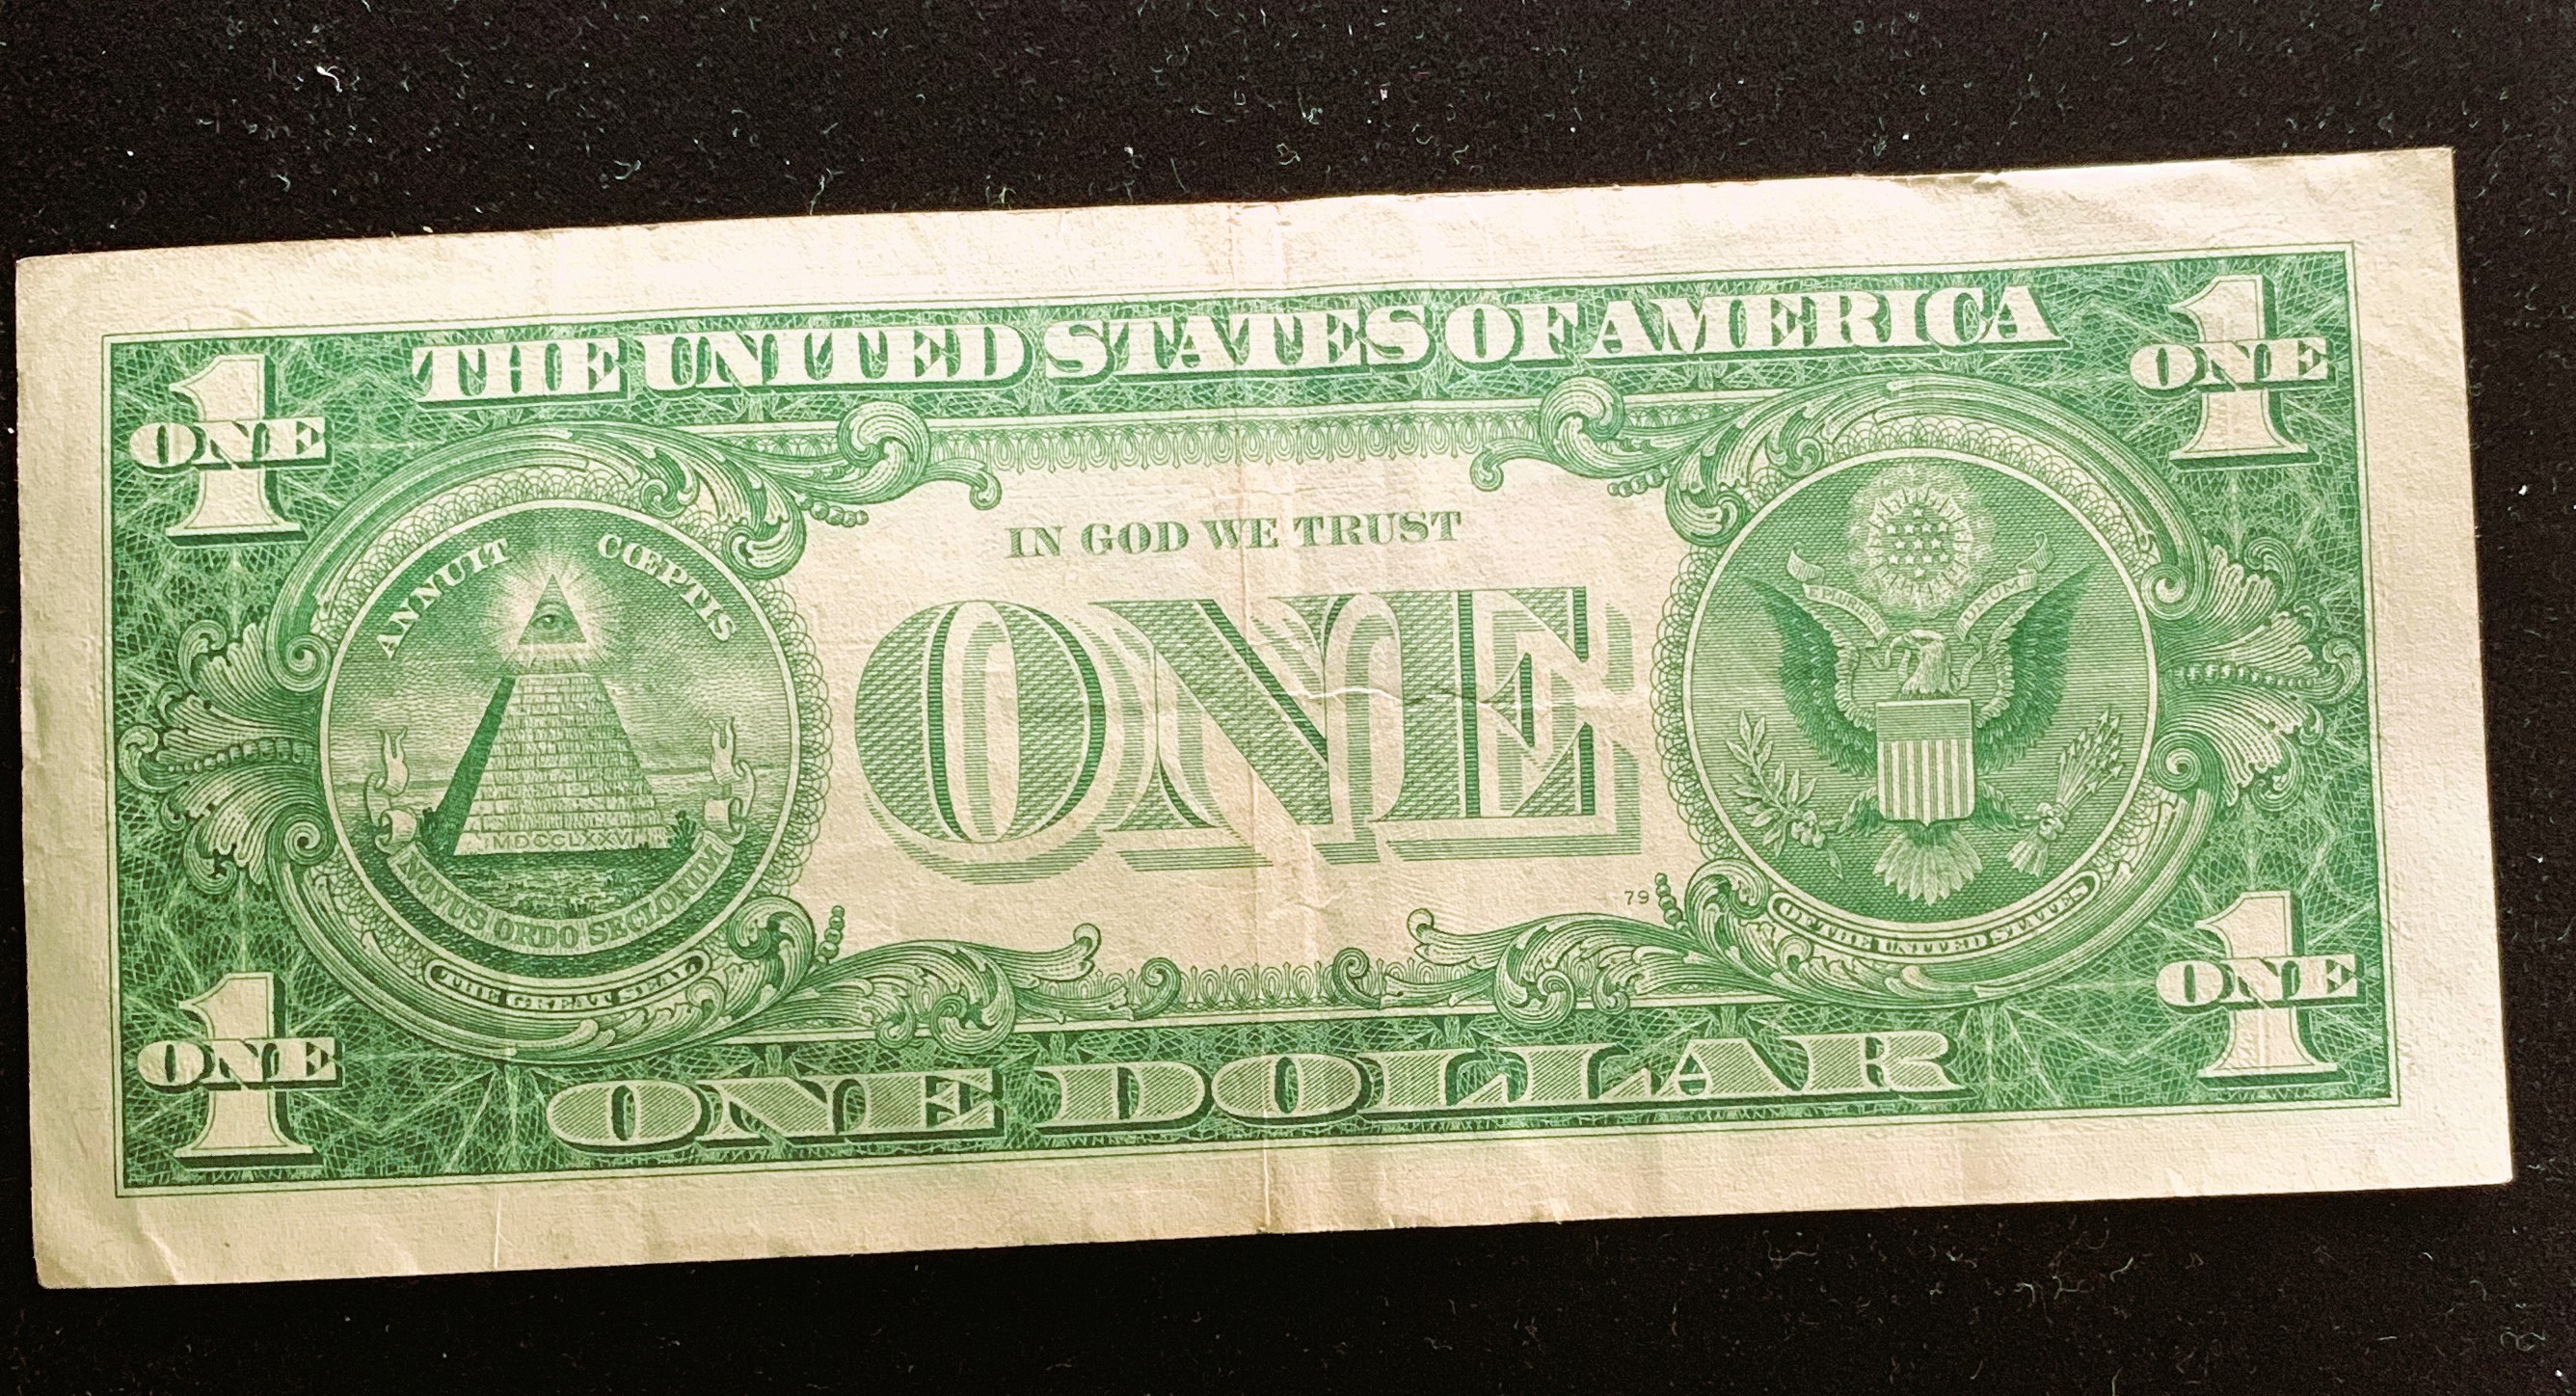 THE UNITED STATES OF AMERICA
1
ONE
1
ONE
ANNUIT CŒPTIS
MDCCLXXVI
NOVUS ORDO SECLORUM
THE GREAT SEAL
IN GOD WE TRUST
ONE
79
E PLURIBUS UNUM
OF THE UNITED STATES
1
ONE
1
ONE
ONE DOLLAR